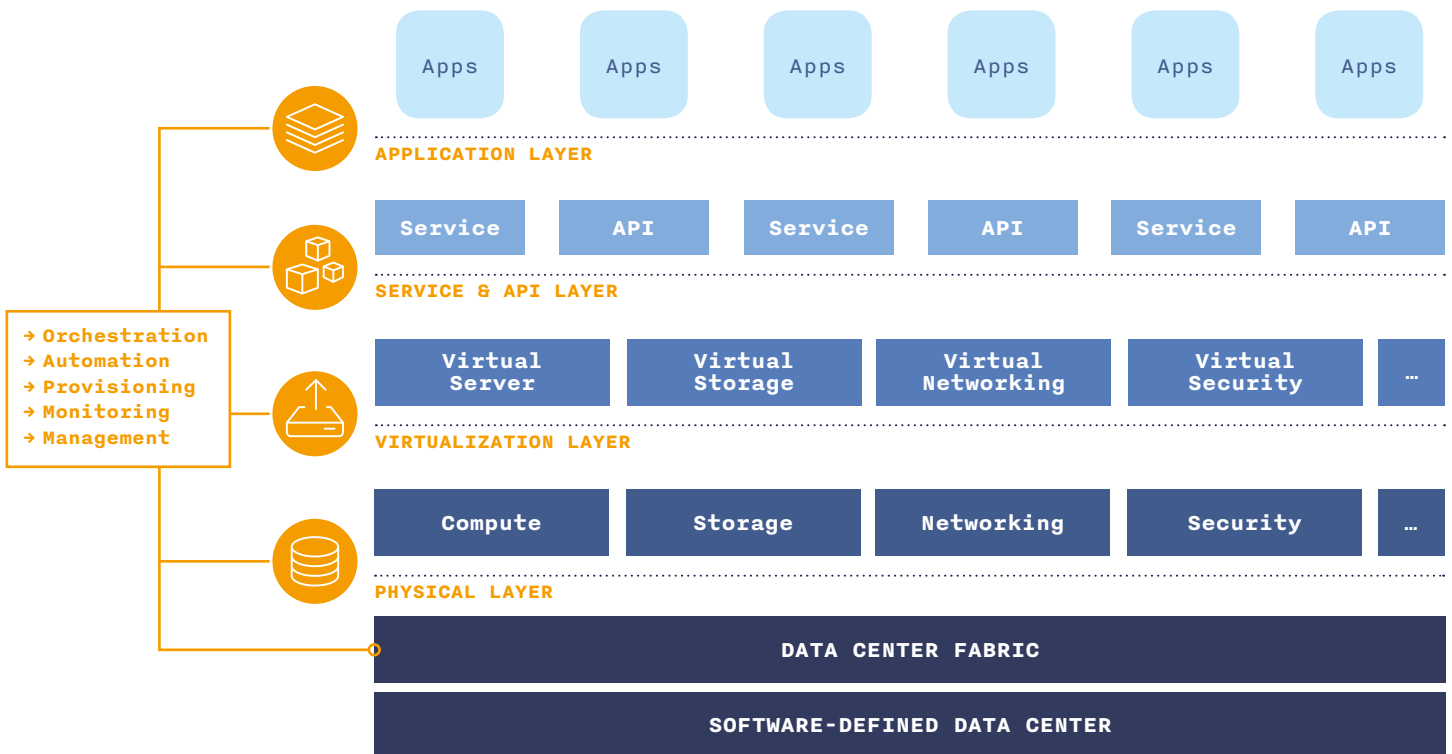 Apps Apps Apps Apps Apps Apps
APPLICATION LAYER
Service API Service API Service API
SERVICE & API LAYER
→ Orchestration
→ Automation
→ Provisioning
→ Monitoring
→ Management
Virtual Server
Virtual Storage
Virtual Networking
Virtual Security
…
VIRTUALIZATION LAYER
Compute Storage Networking Security …
PHYSICAL LAYER
DATA CENTER FABRIC
SOFTWARE-DEFINED DATA CENTER